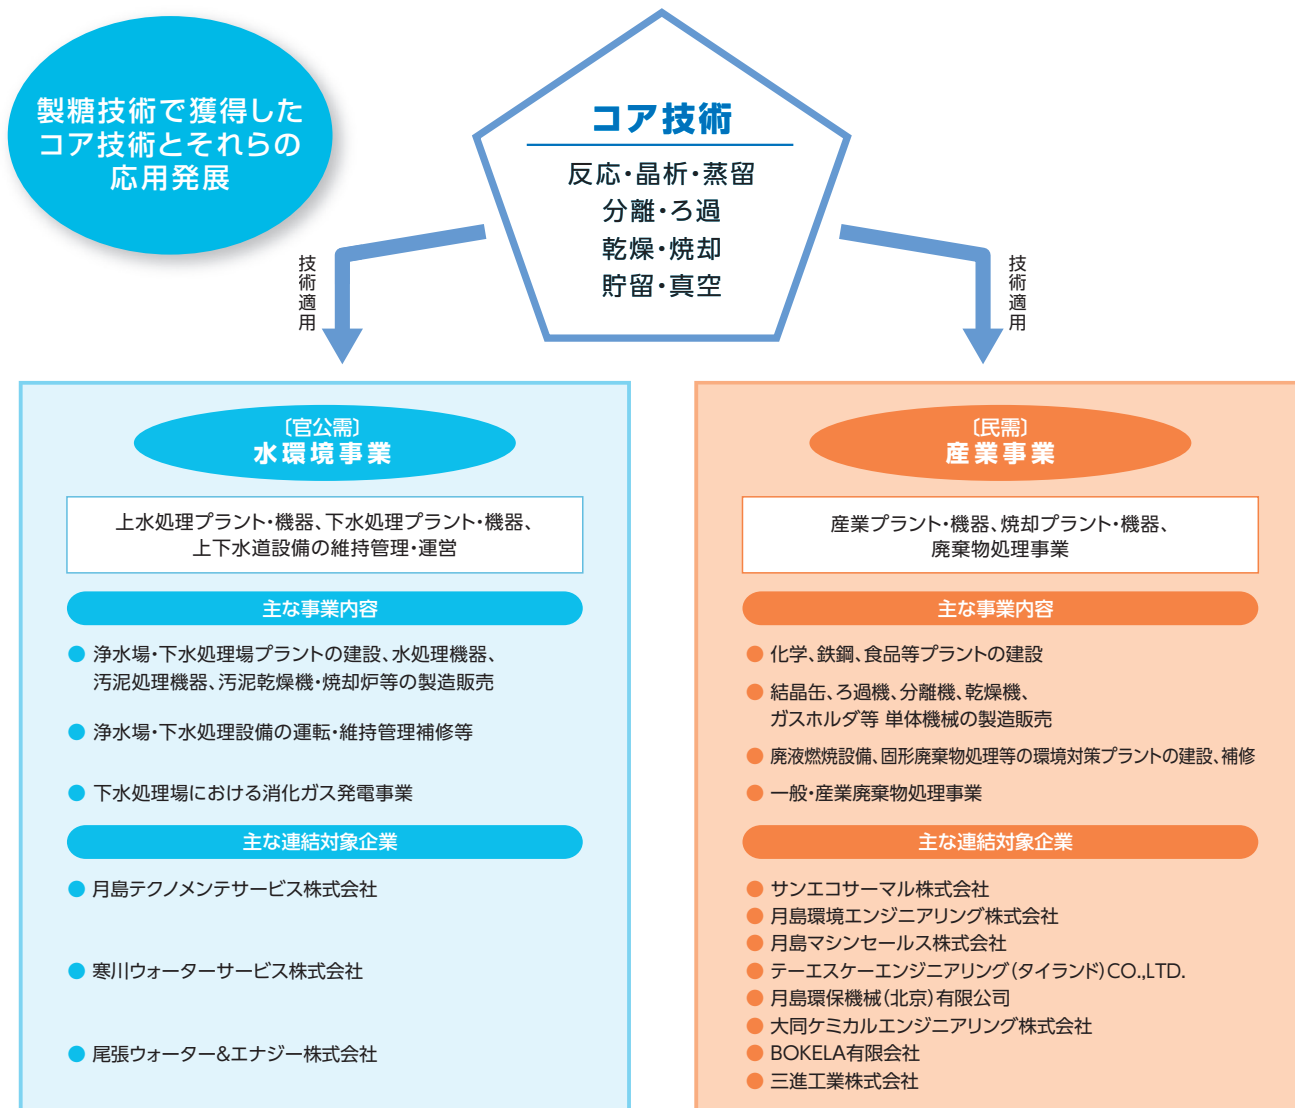 製糖技術で獲得した
コア技術とそれらの
応用発展
コア技術
反応・晶析・蒸留
分離・ろ過
乾燥・焼却
貯留・真空
技術適用
技術適用
〔官公需〕
水環境事業
上水処理プラント・機器、下水処理プラント・機器、
上下水道設備の維持管理・運営
主な事業内容
浄水場・下水処理場プラントの建設、水処理機器、
汚泥処理機器、汚泥乾燥機・焼却炉等の製造販売
浄水場・下水処理設備の運転・維持管理補修等
下水処理場における消化ガス発電事業
主な連結対象企業
月島テクノメンテサービス株式会社
寒川ウォーターサービス株式会社
尾張ウォーター&エナジー株式会社
〔民需〕
産業事業
産業プラント・機器、焼却プラント・機器、
廃棄物処理事業
主な事業内容
化学、鉄鋼、食品等プラントの建設
結晶缶、ろ過機、分離機、乾燥機、
ガスホルダ等 単体機械の製造販売
廃液燃焼設備、固形廃棄物処理等の環境対策プラントの建設、補修
一般・産業廃棄物処理事業
主な連結対象企業
サンエコサーマル株式会社
月島環境エンジニアリング株式会社
月島マシンセールス株式会社
テーエスケーエンジニアリング(タイランド)CO.,LTD.
月島環保機械(北京)有限公司
大同ケミカルエンジニアリング株式会社
BOKELA有限会社
三進工業株式会社